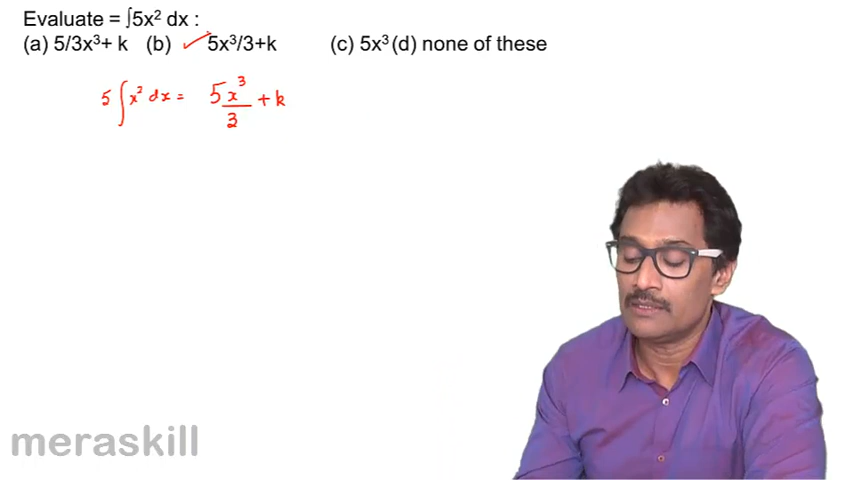 Evaluate = ∫5x² dx :
(a) 5/3x³+ k (b) ✓ 5x³/3+k (c) 5x³ (d) none of these
5 ∫ x² dx = 5x³/3 + k
meraskill